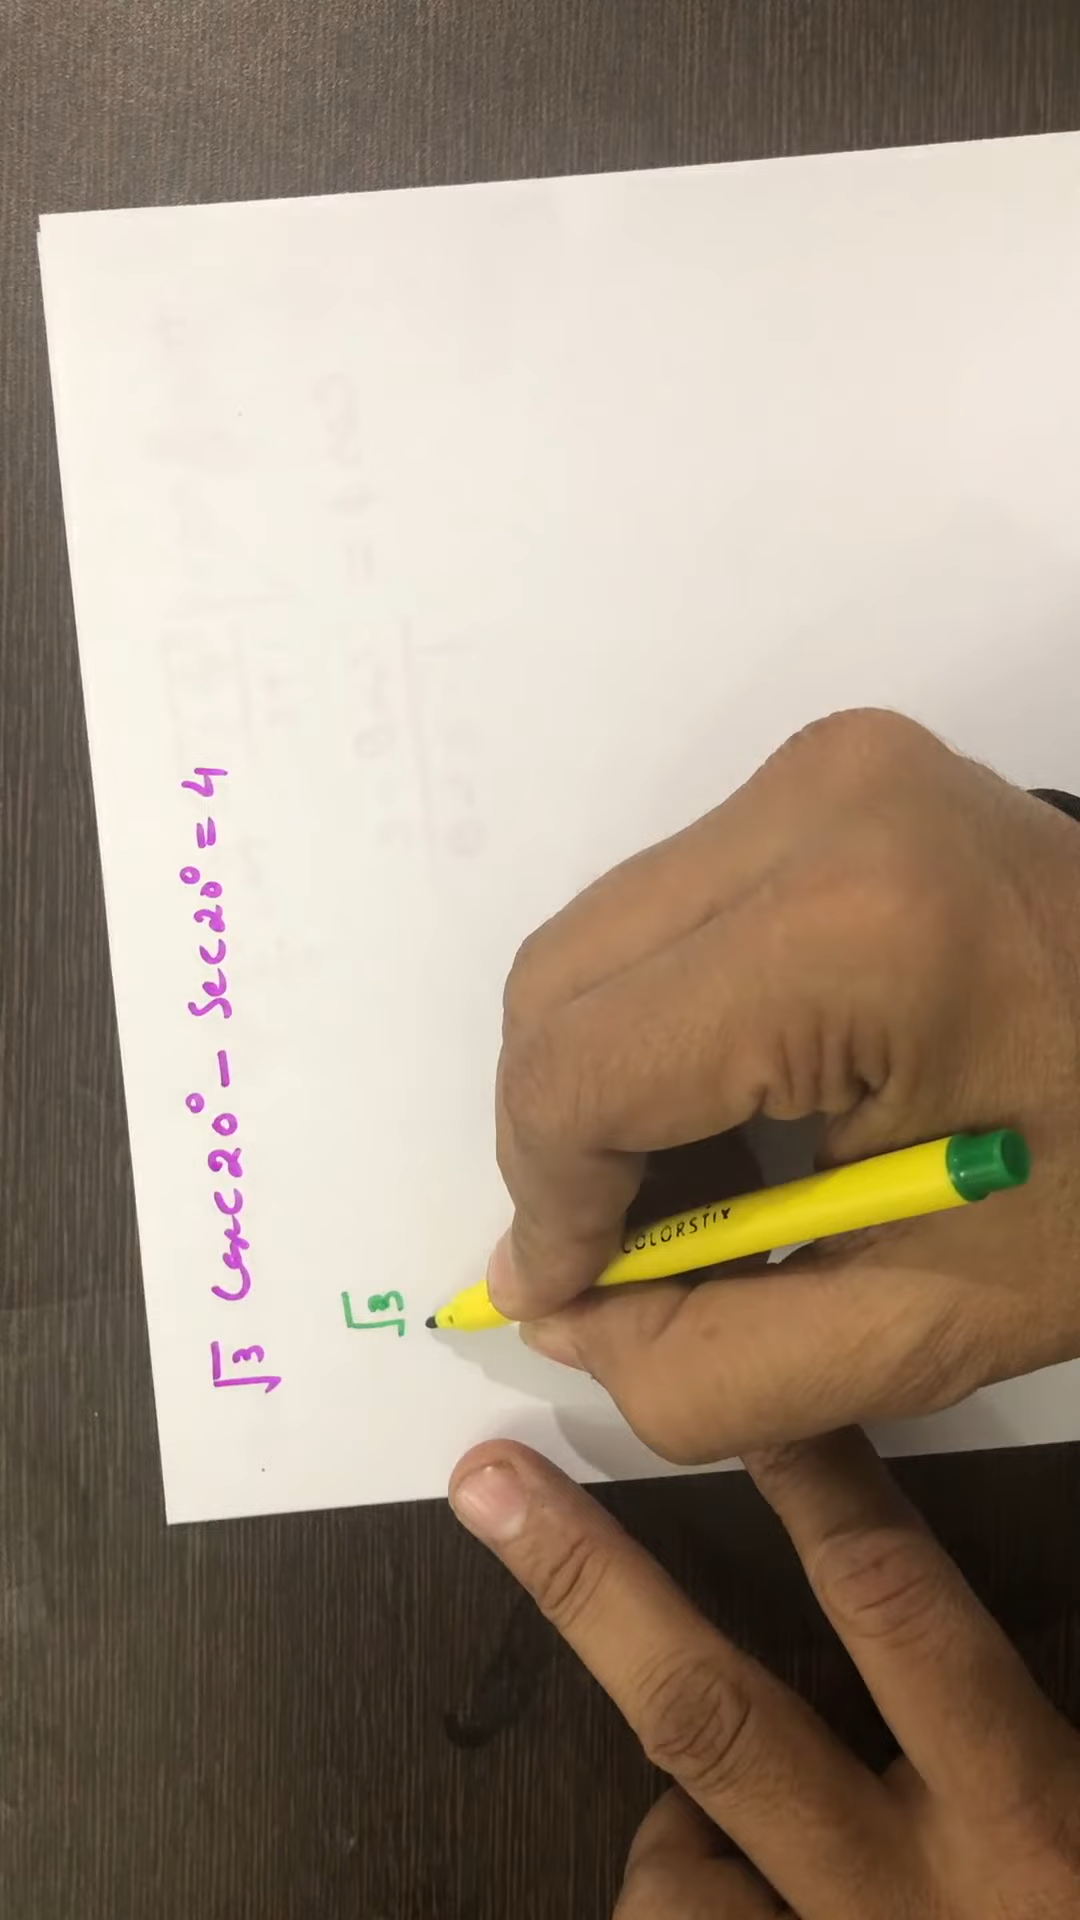 √3 Cosec20° - Sec20° = 4
√3
COLORSTIX